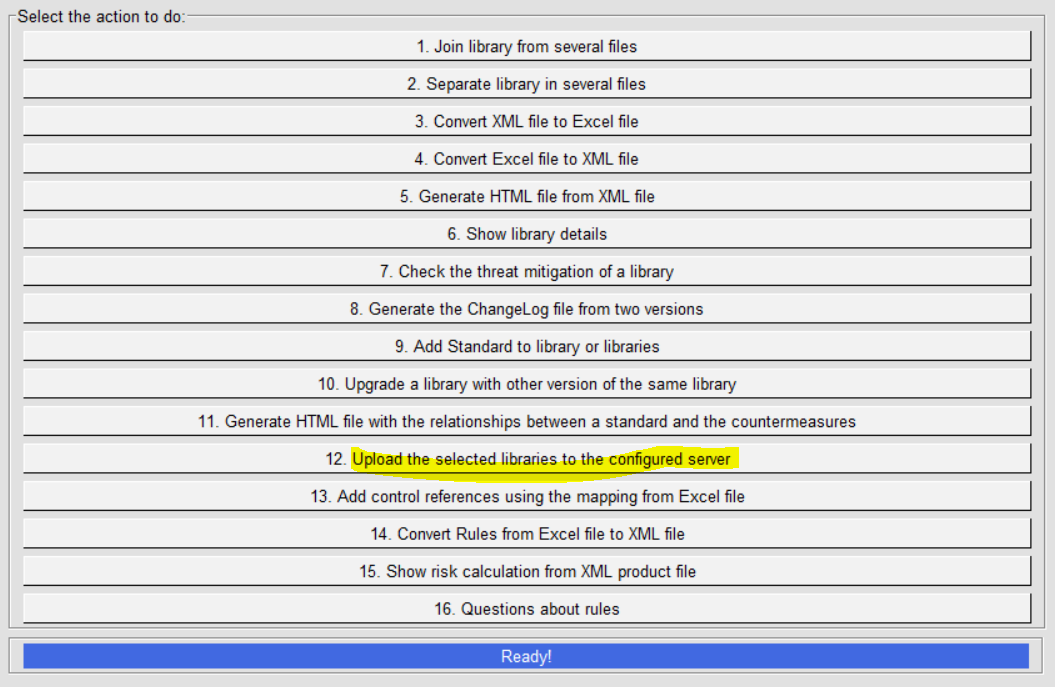 Select the action to do:
1. Join library from several files
2. Separate library in several files
3. Convert XML file to Excel file
4. Convert Excel file to XML file
5. Generate HTML file from XML file
6. Show library details
7. Check the threat mitigation of a library
8. Generate the ChangeLog file from two versions
9. Add Standard to library or libraries
10. Upgrade a library with other version of the same library
11. Generate HTML file with the relationships between a standard and the countermeasures
12. Upload the selected libraries to the configured server
13. Add control references using the mapping from Excel file
14. Convert Rules from Excel file to XML file
15. Show risk calculation from XML product file
16. Questions about rules
Ready!